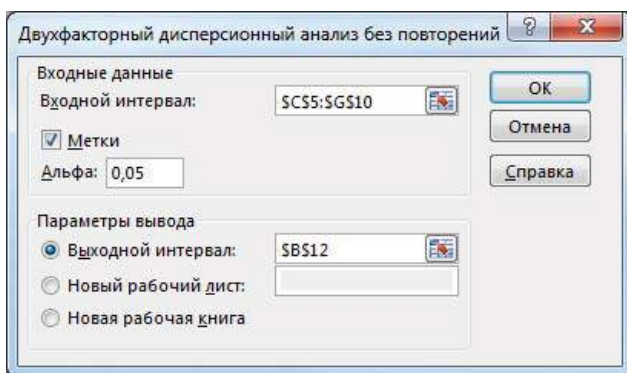 Двухфакторный дисперсионный анализ без повторений
Входные данные
Входной интервал: $C$5:$G$10
Метки
Альфа: 0,05
Параметры вывода
Выходной интервал: $B$12
Новый рабочий лист:
Новая рабочая книга
?
OK
Отмена
Справка